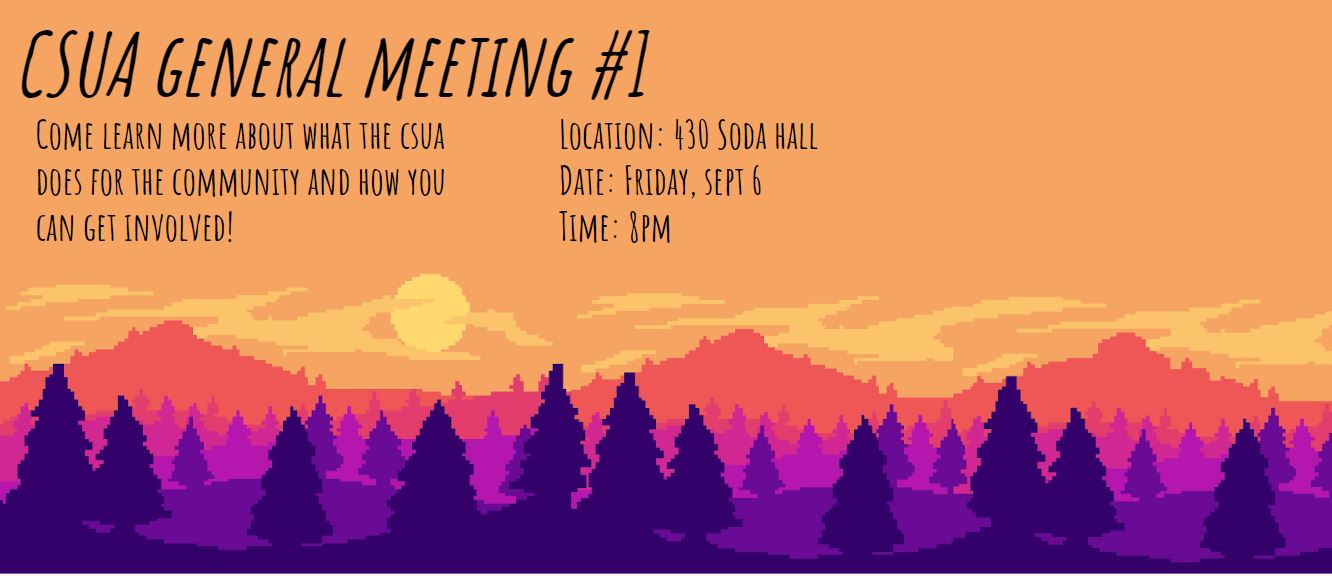 CSUA GENERAL MEETING #1
COME LEARN MORE ABOUT WHAT THE CSUA
DOES FOR THE COMMUNITY AND HOW YOU
CAN GET INVOLVED!
LOCATION: 430 SODA HALL
DATE: FRIDAY, SEPT 6
TIME: 8PM